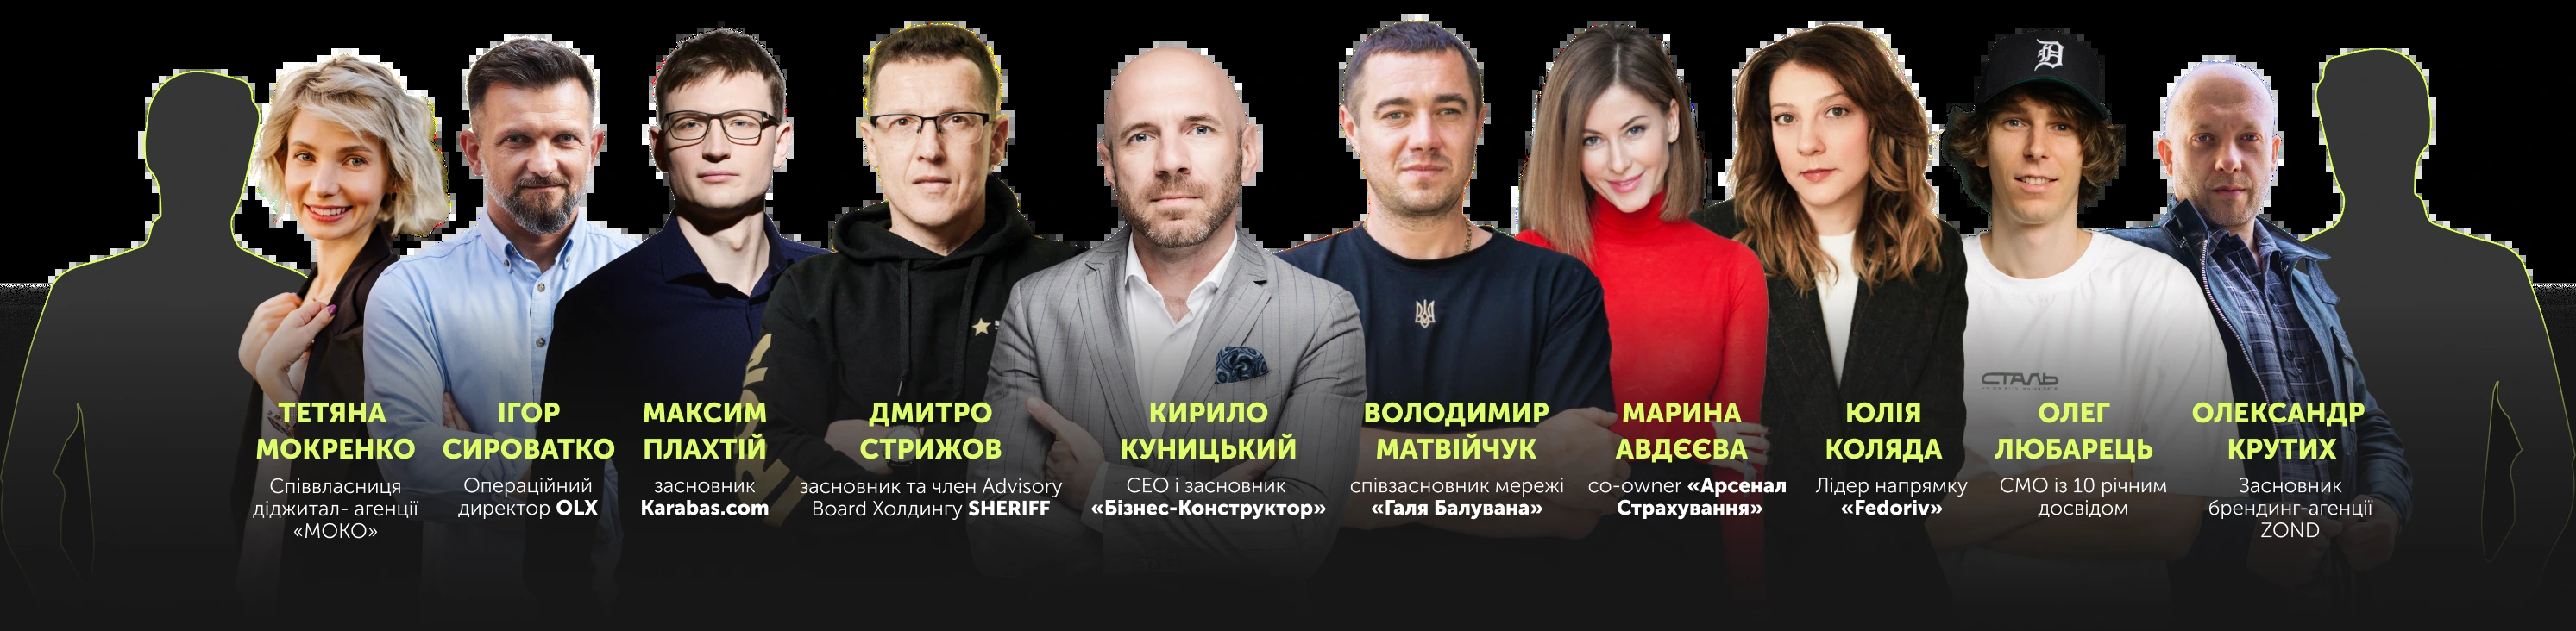 D
СТАЛЬ
ТЕТЯНА
МОКРЕНКО
Співвласниця
діджитал- агенції
«МОКО»
ІГОР
СИРОВАТКО
Операційний
директор OLX
МАКСИМ
ПЛАХТІЙ
засновник
Karabas.com
ДМИТРО
СТРИЖОВ
засновник та член Advisory
Board Холдингу SHERIFF
КИРИЛО
КУНИЦЬКИЙ
CEO і засновник
«Бізнес-Конструктор»
ВОЛОДИМИР
МАТВІЙЧУК
співзасновник мережі
«Галя Балувана»
МАРИНА
АВДЄЄВА
co-owner «Арсенал
Страхування»
ЮЛІЯ
КОЛЯДА
Лідер напрямку
«Fedoriv»
ОЛЕГ
ЛЮБАРЕЦЬ
СМО із 10 річним
досвідом
ОЛЕКСАНДР
КРУТИХ
Засновник
брендинг-агенції
ZOND